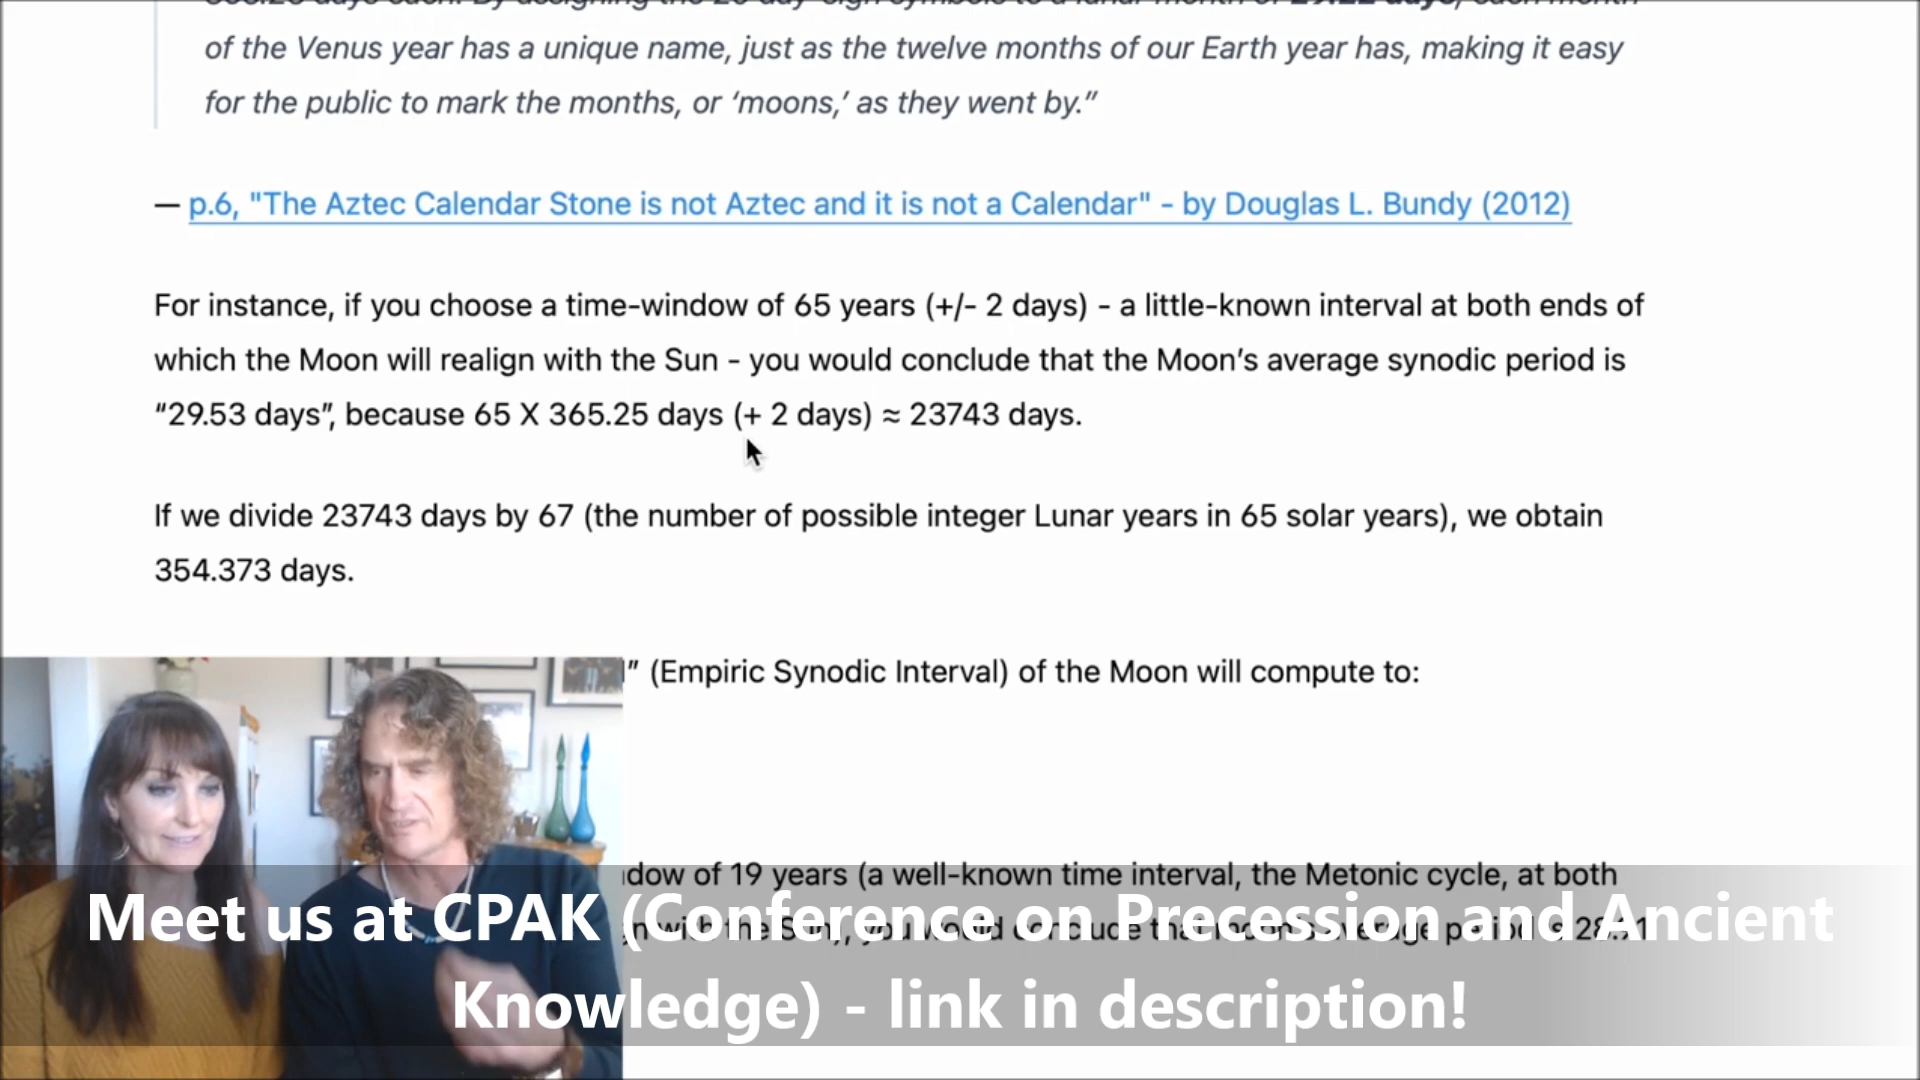 of the Venus year has a unique name, just as the twelve months of our Earth year has, making it easy
for the public to mark the months, or ‘moons,’ as they went by.”
— p.6, "The Aztec Calendar Stone is not Aztec and it is not a Calendar" - by Douglas L. Bundy (2012)
For instance, if you choose a time-window of 65 years (+/- 2 days) - a little-known interval at both ends of
which the Moon will realign with the Sun - you would conclude that the Moon’s average synodic period is
“29.53 days”, because 65 X 365.25 days (+ 2 days) ≈ 23743 days.
If we divide 23743 days by 67 (the number of possible integer Lunar years in 65 solar years), we obtain
354.373 days.
” (Empiric Synodic Interval) of the Moon will compute to:
of 19 years (a well-known time interval, the Metonic cycle, at both
Meet us at CPAK (Conference on Precession and Ancient
Knowledge) - link in description!